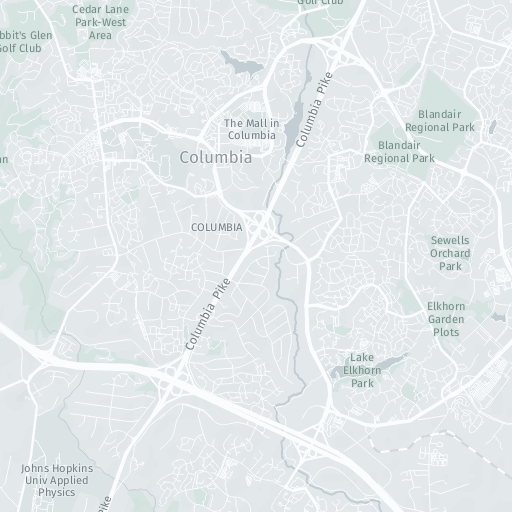 Golf Club
Cedar Lane
Park-West
Area
bbit's Glen
Golf Club
Columbia Pike
The Mall in
Columbia
Blandair
Regional Park
Blandair
Regional Park
Columbia
COLUMBIA
Sewells
Orchard
Park
Columbia Pike
Elkhorn
Garden
Plots
Lake
Elkhorn
Park
Johns Hopkins
Univ Applied
Physics
Pike